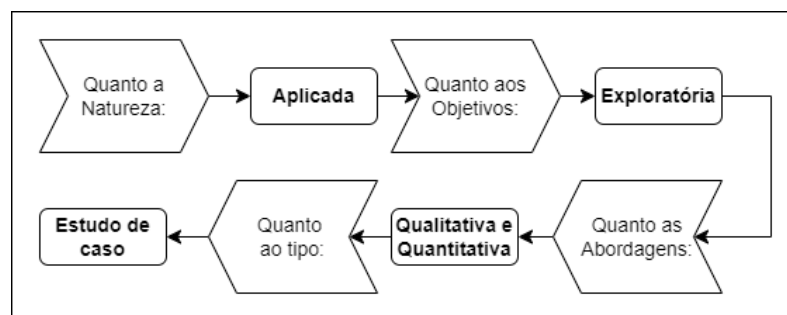 Quanto a
Natureza:
Aplicada
Quanto aos
Objetivos:
Exploratória
Quanto as
Abordagens:
Qualitativa e
Quantitativa
Quanto
ao tipo:
Estudo de
caso